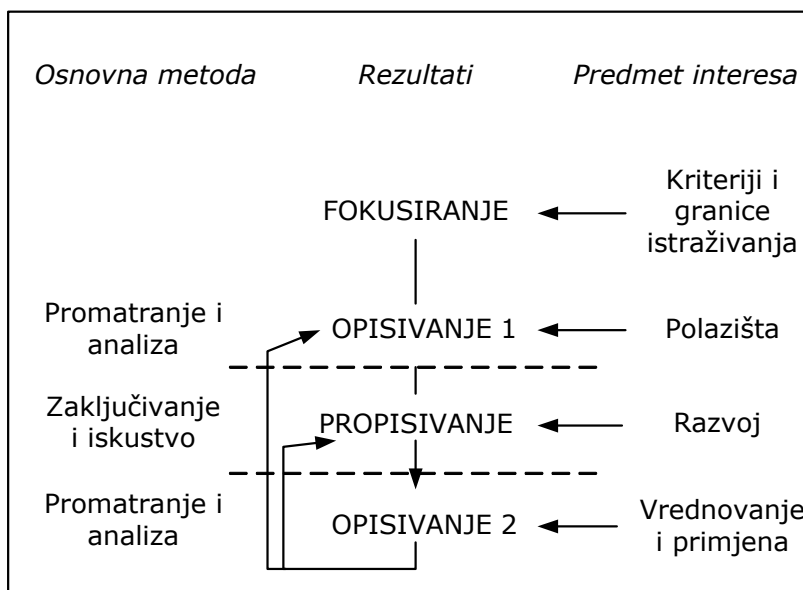 Osnovna metoda
Rezultati
Predmet interesa
FOKUSIRANJE
Kriteriji i
granice
istraživanja
Promatranje i
analiza
OPISIVANJE 1
Polazišta
Zaključivanje
i iskustvo
PROPISIVANJE
Razvoj
Promatranje i
analiza
OPISIVANJE 2
Vrednovanje
i primjena